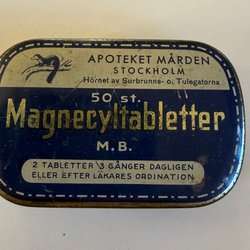 APOTEKET MÅRDEN
STOCKHOLM
Hörnet av Surbrunns- o. Tulegatorna
50 st.
Magnecyltabletter
M.B.
2 TABLETTER 3 GÅNGER DAGLIGEN
ELLER EFTER LÄKARES ORDINATION